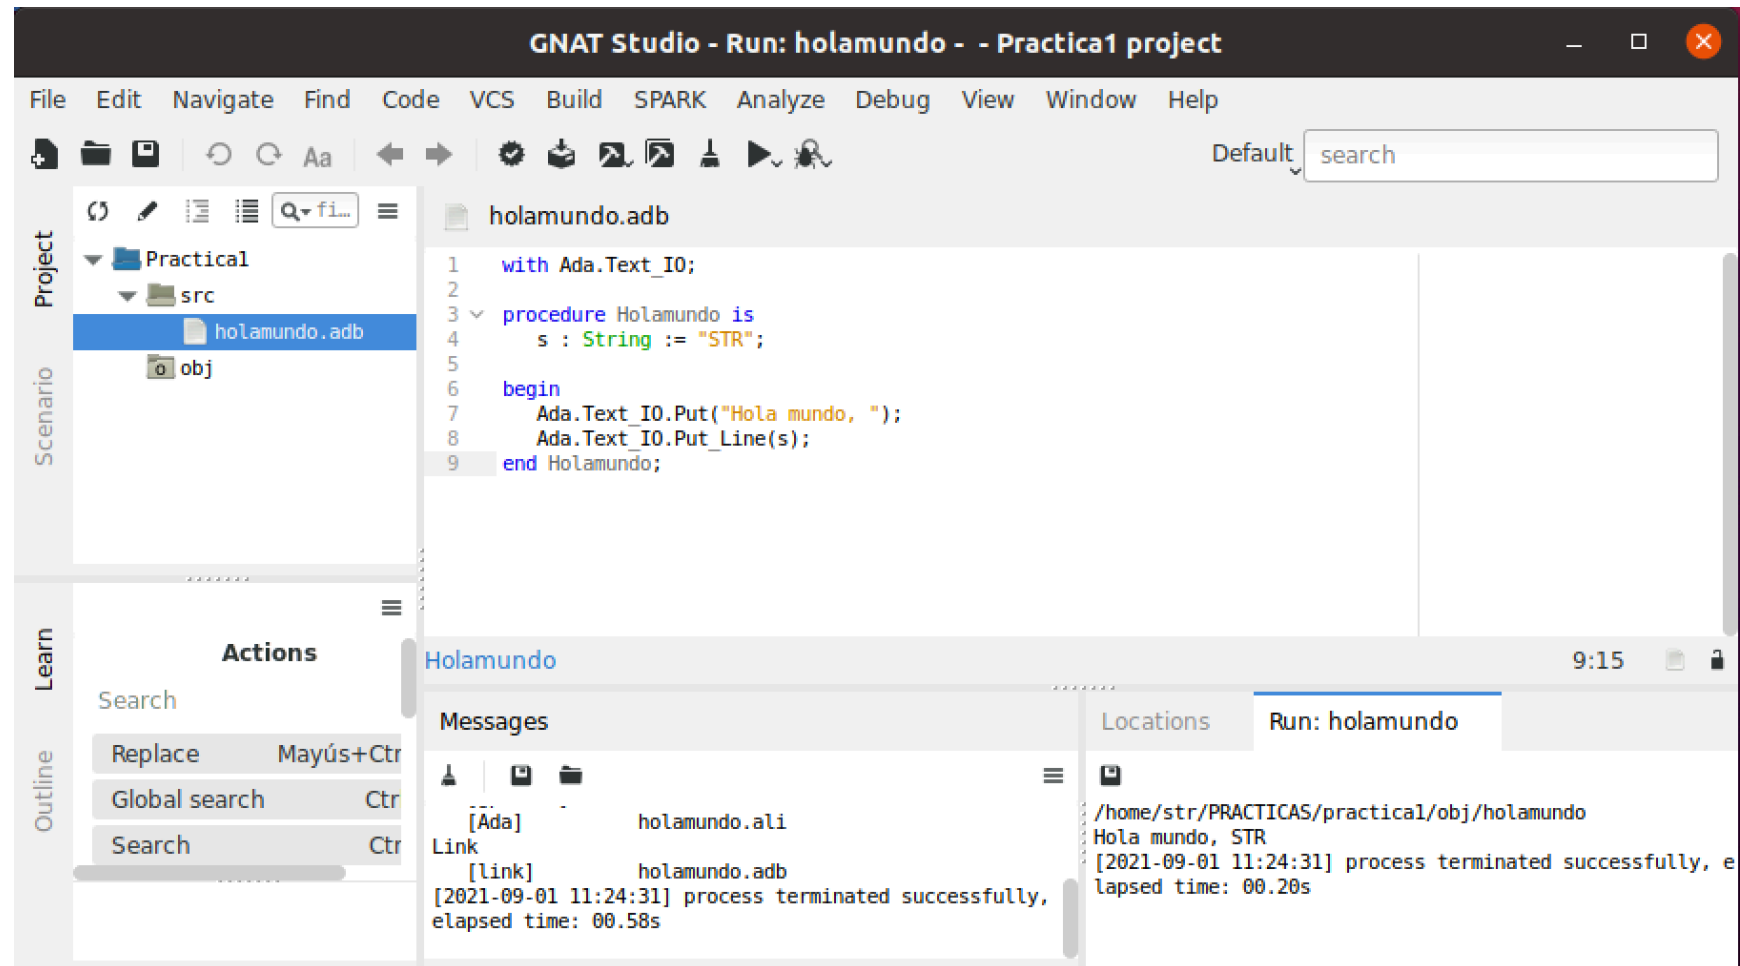 GNAT Studio - Run: holamundo -  - Practica1 project
File Edit Navigate Find Code VCS Build SPARK Analyze Debug View Window Help
Aa
Default search
Project
Scenario
fi...
Practica1
src
holamundo.adb
o obj
holamundo.adb
1 with Ada.Text_IO;
2
3 procedure Holamundo is
4 s : String := "STR";
5
6 begin
7 Ada.Text_IO.Put("Hola mundo, ");
8 Ada.Text_IO.Put_Line(s);
9 end Holamundo;
Holamundo 9:15
Learn
Outline
Actions
Search
Replace Mayús+Ctr
Global search Ctr
Search Ctr
Messages
[Ada] holamundo.ali
Link
[link] holamundo.adb
[2021-09-01 11:24:31] process terminated successfully,
elapsed time: 00.58s
Locations Run: holamundo
/home/str/PRACTICAS/practica1/obj/holamundo
Hola mundo, STR
[2021-09-01 11:24:31] process terminated successfully, e
lapsed time: 00.20s